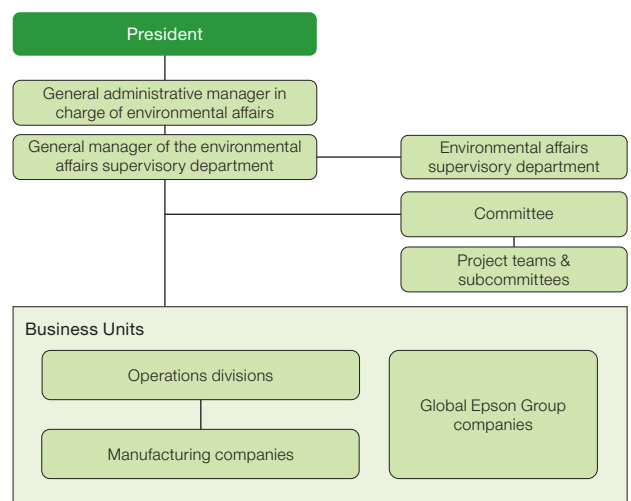 President
General administrative manager in
charge of environmental affairs
General manager of the environmental
affairs supervisory department
Environmental affairs
supervisory department
Committee
Project teams &
subcommittees
Business Units
Operations divisions
Manufacturing companies
Global Epson Group
companies